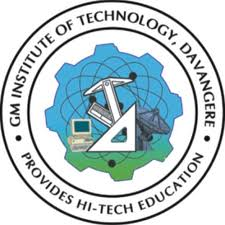 GM INSTITUTE OF TECHNOLOGY, DAVANGERE
PROVIDES HI-TECH EDUCATION